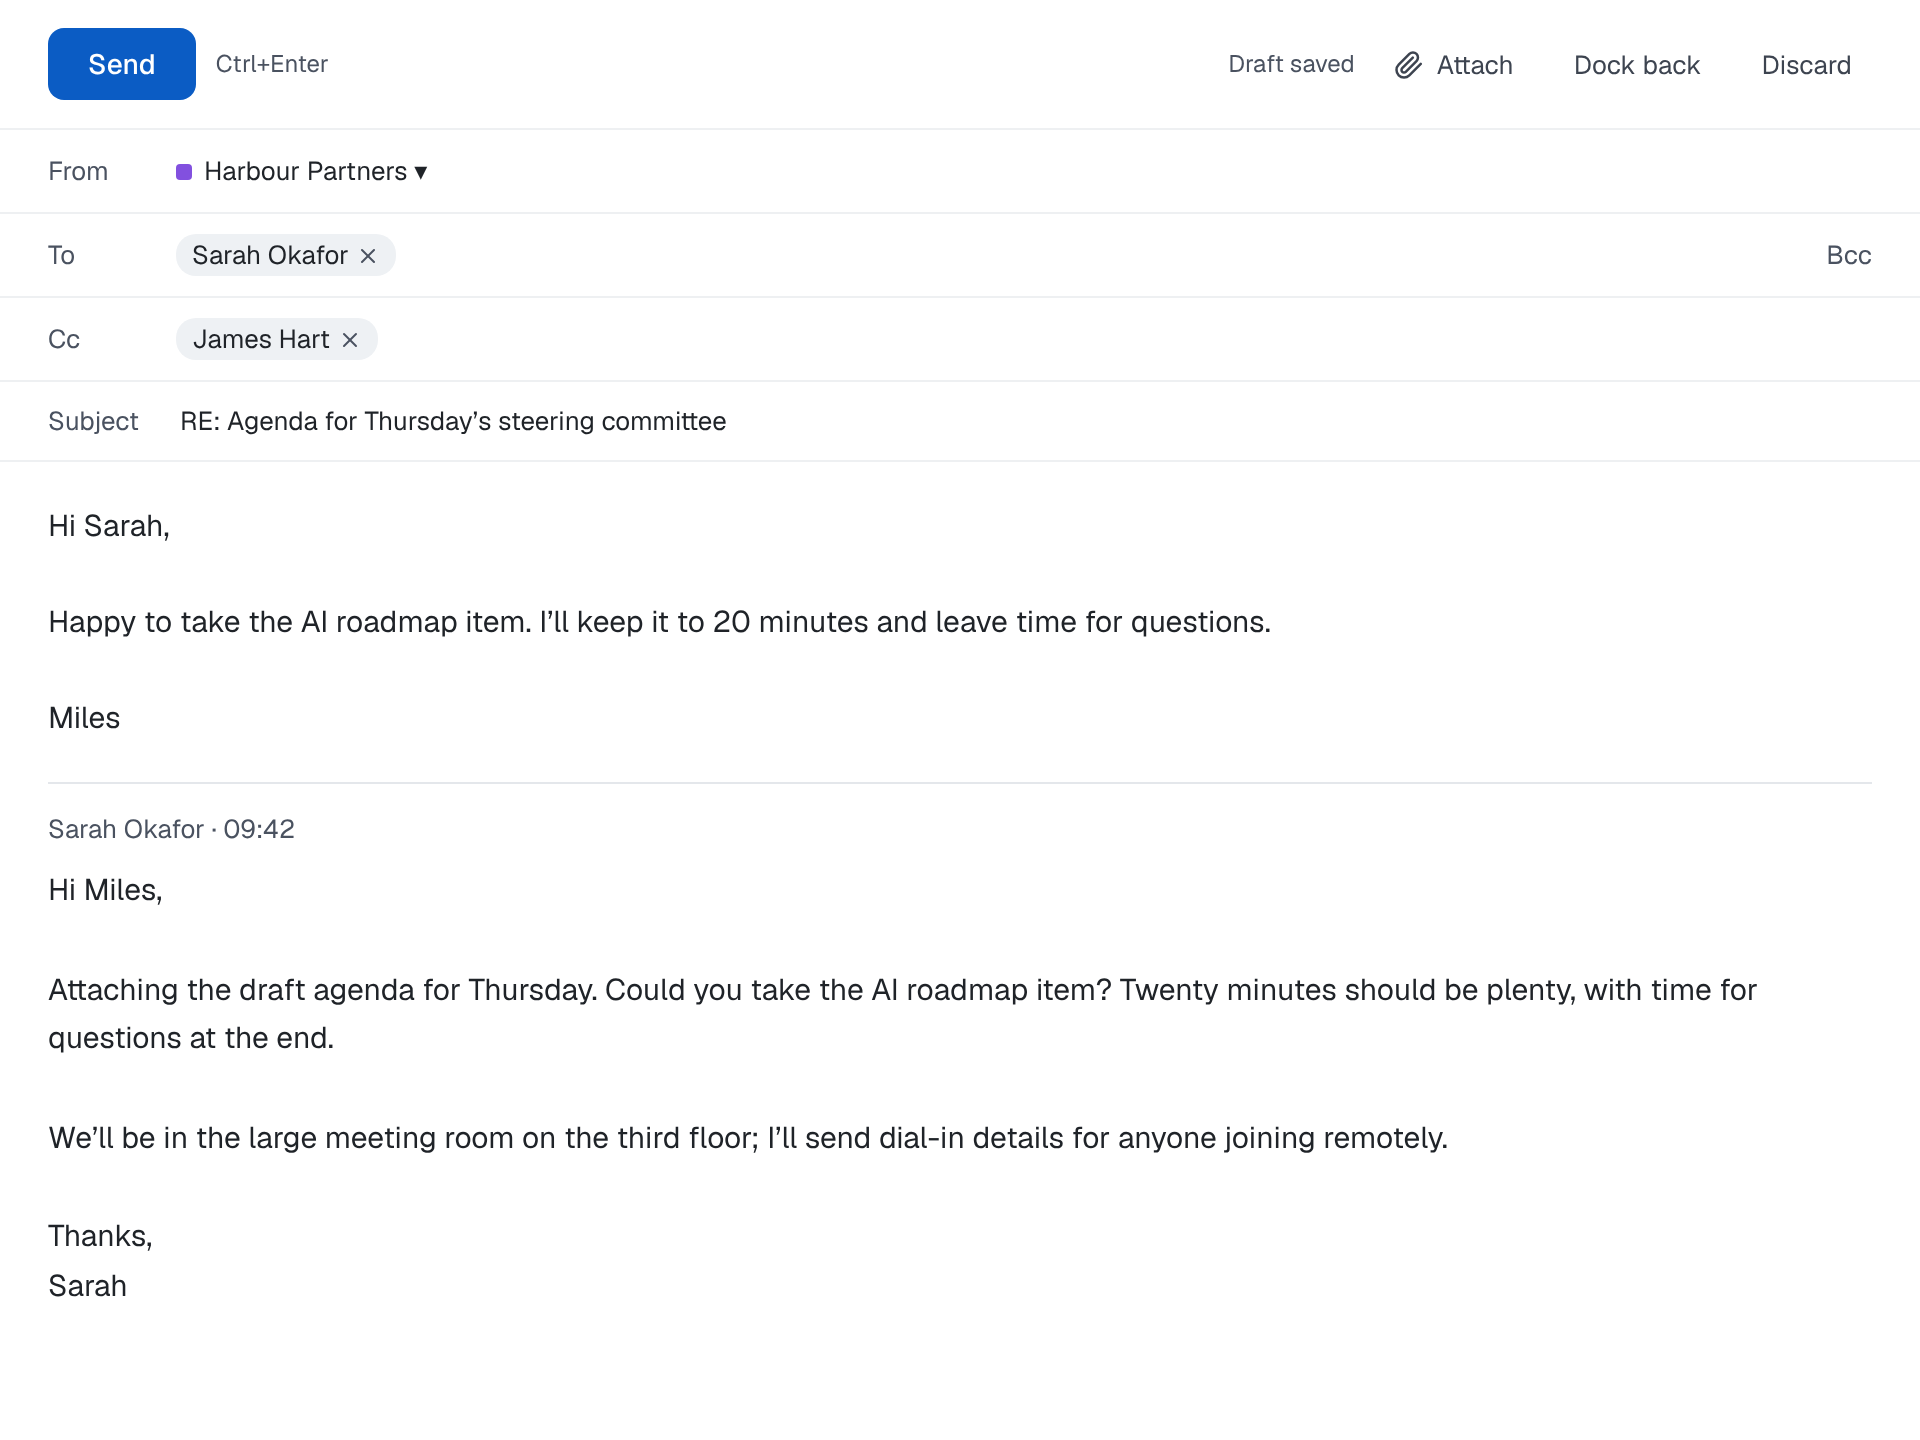 Send Ctrl+Enter Draft saved Attach Dock back Discard
From Harbour Partners ▾
To Sarah Okafor × Bcc
Cc James Hart ×
Subject RE: Agenda for Thursday’s steering committee
Hi Sarah,
Happy to take the AI roadmap item. I’ll keep it to 20 minutes and leave time for questions.
Miles
Sarah Okafor · 09:42
Hi Miles,
Attaching the draft agenda for Thursday. Could you take the AI roadmap item? Twenty minutes should be plenty, with time for
questions at the end.
We’ll be in the large meeting room on the third floor; I’ll send dial-in details for anyone joining remotely.
Thanks,
Sarah